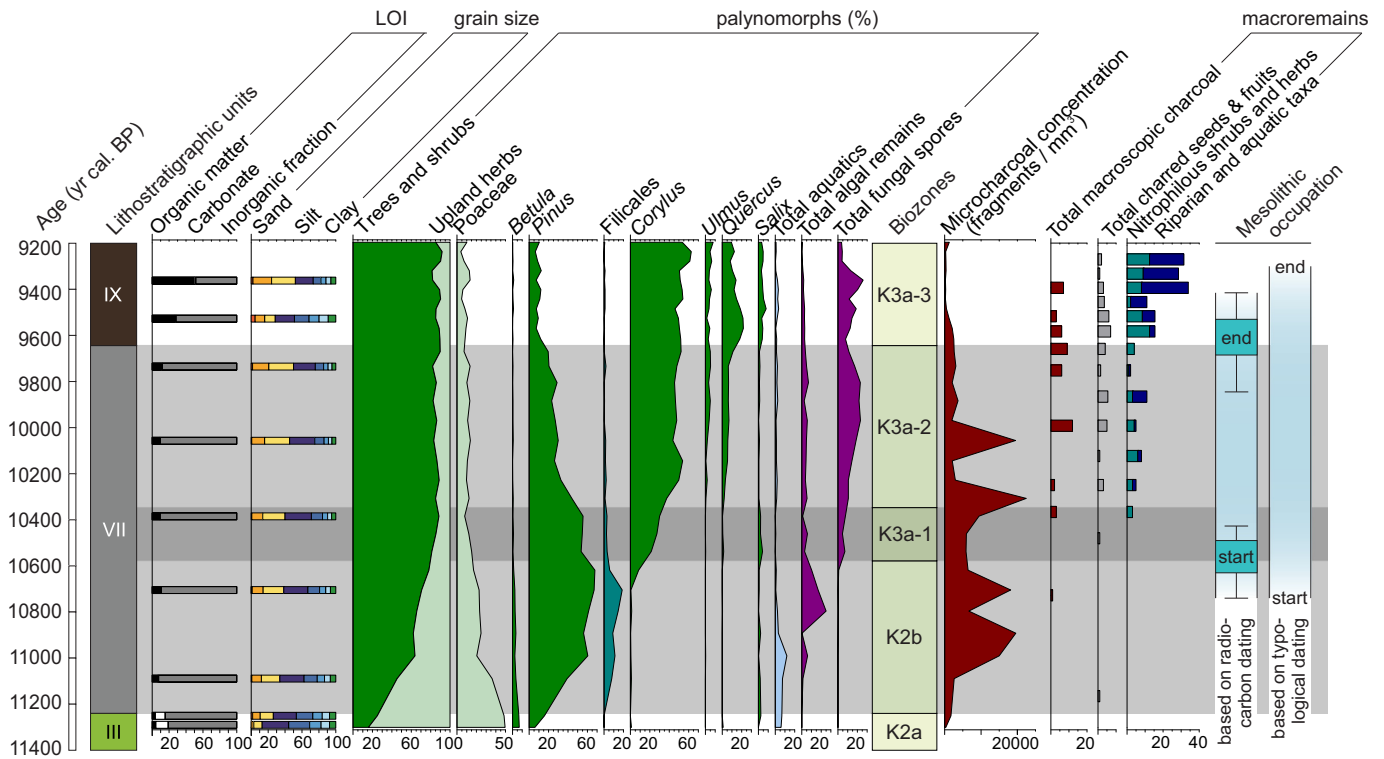 LOI
grain size
palynomorphs (%)
macroremains
Age (yr cal. BP)
Lithostratigraphic units
Organic matter
Carbonate
Inorganic fraction
Sand
Silt
Clay
Trees and shrubs
Upland herbs
Poaceae
Betula
Pinus
Filicales
Corylus
Ulmus
Quercus
Salix
Total aquatics
Total algal remains
Total fungal spores
Biozones
Microcharcoal concentration
(fragments / mm³)
Total macroscopic charcoal
Total charred seeds & fruits
Nitrophilous shrubs and herbs
Riparian and aquatic taxa
Mesolithic
occupation
9200
9400
9600
9800
10000
10200
10400
10600
10800
11000
11200
11400
IX
VII
III
K3a-3
K3a-2
K3a-1
K2b
K2a
end
end
start
start
based on radio-
carbon dating
based on typo-
logical dating
20 60 100
20 60 100
20 60 100
50
20 60
20
20 60
20
20
20
20
20000
20
20 40